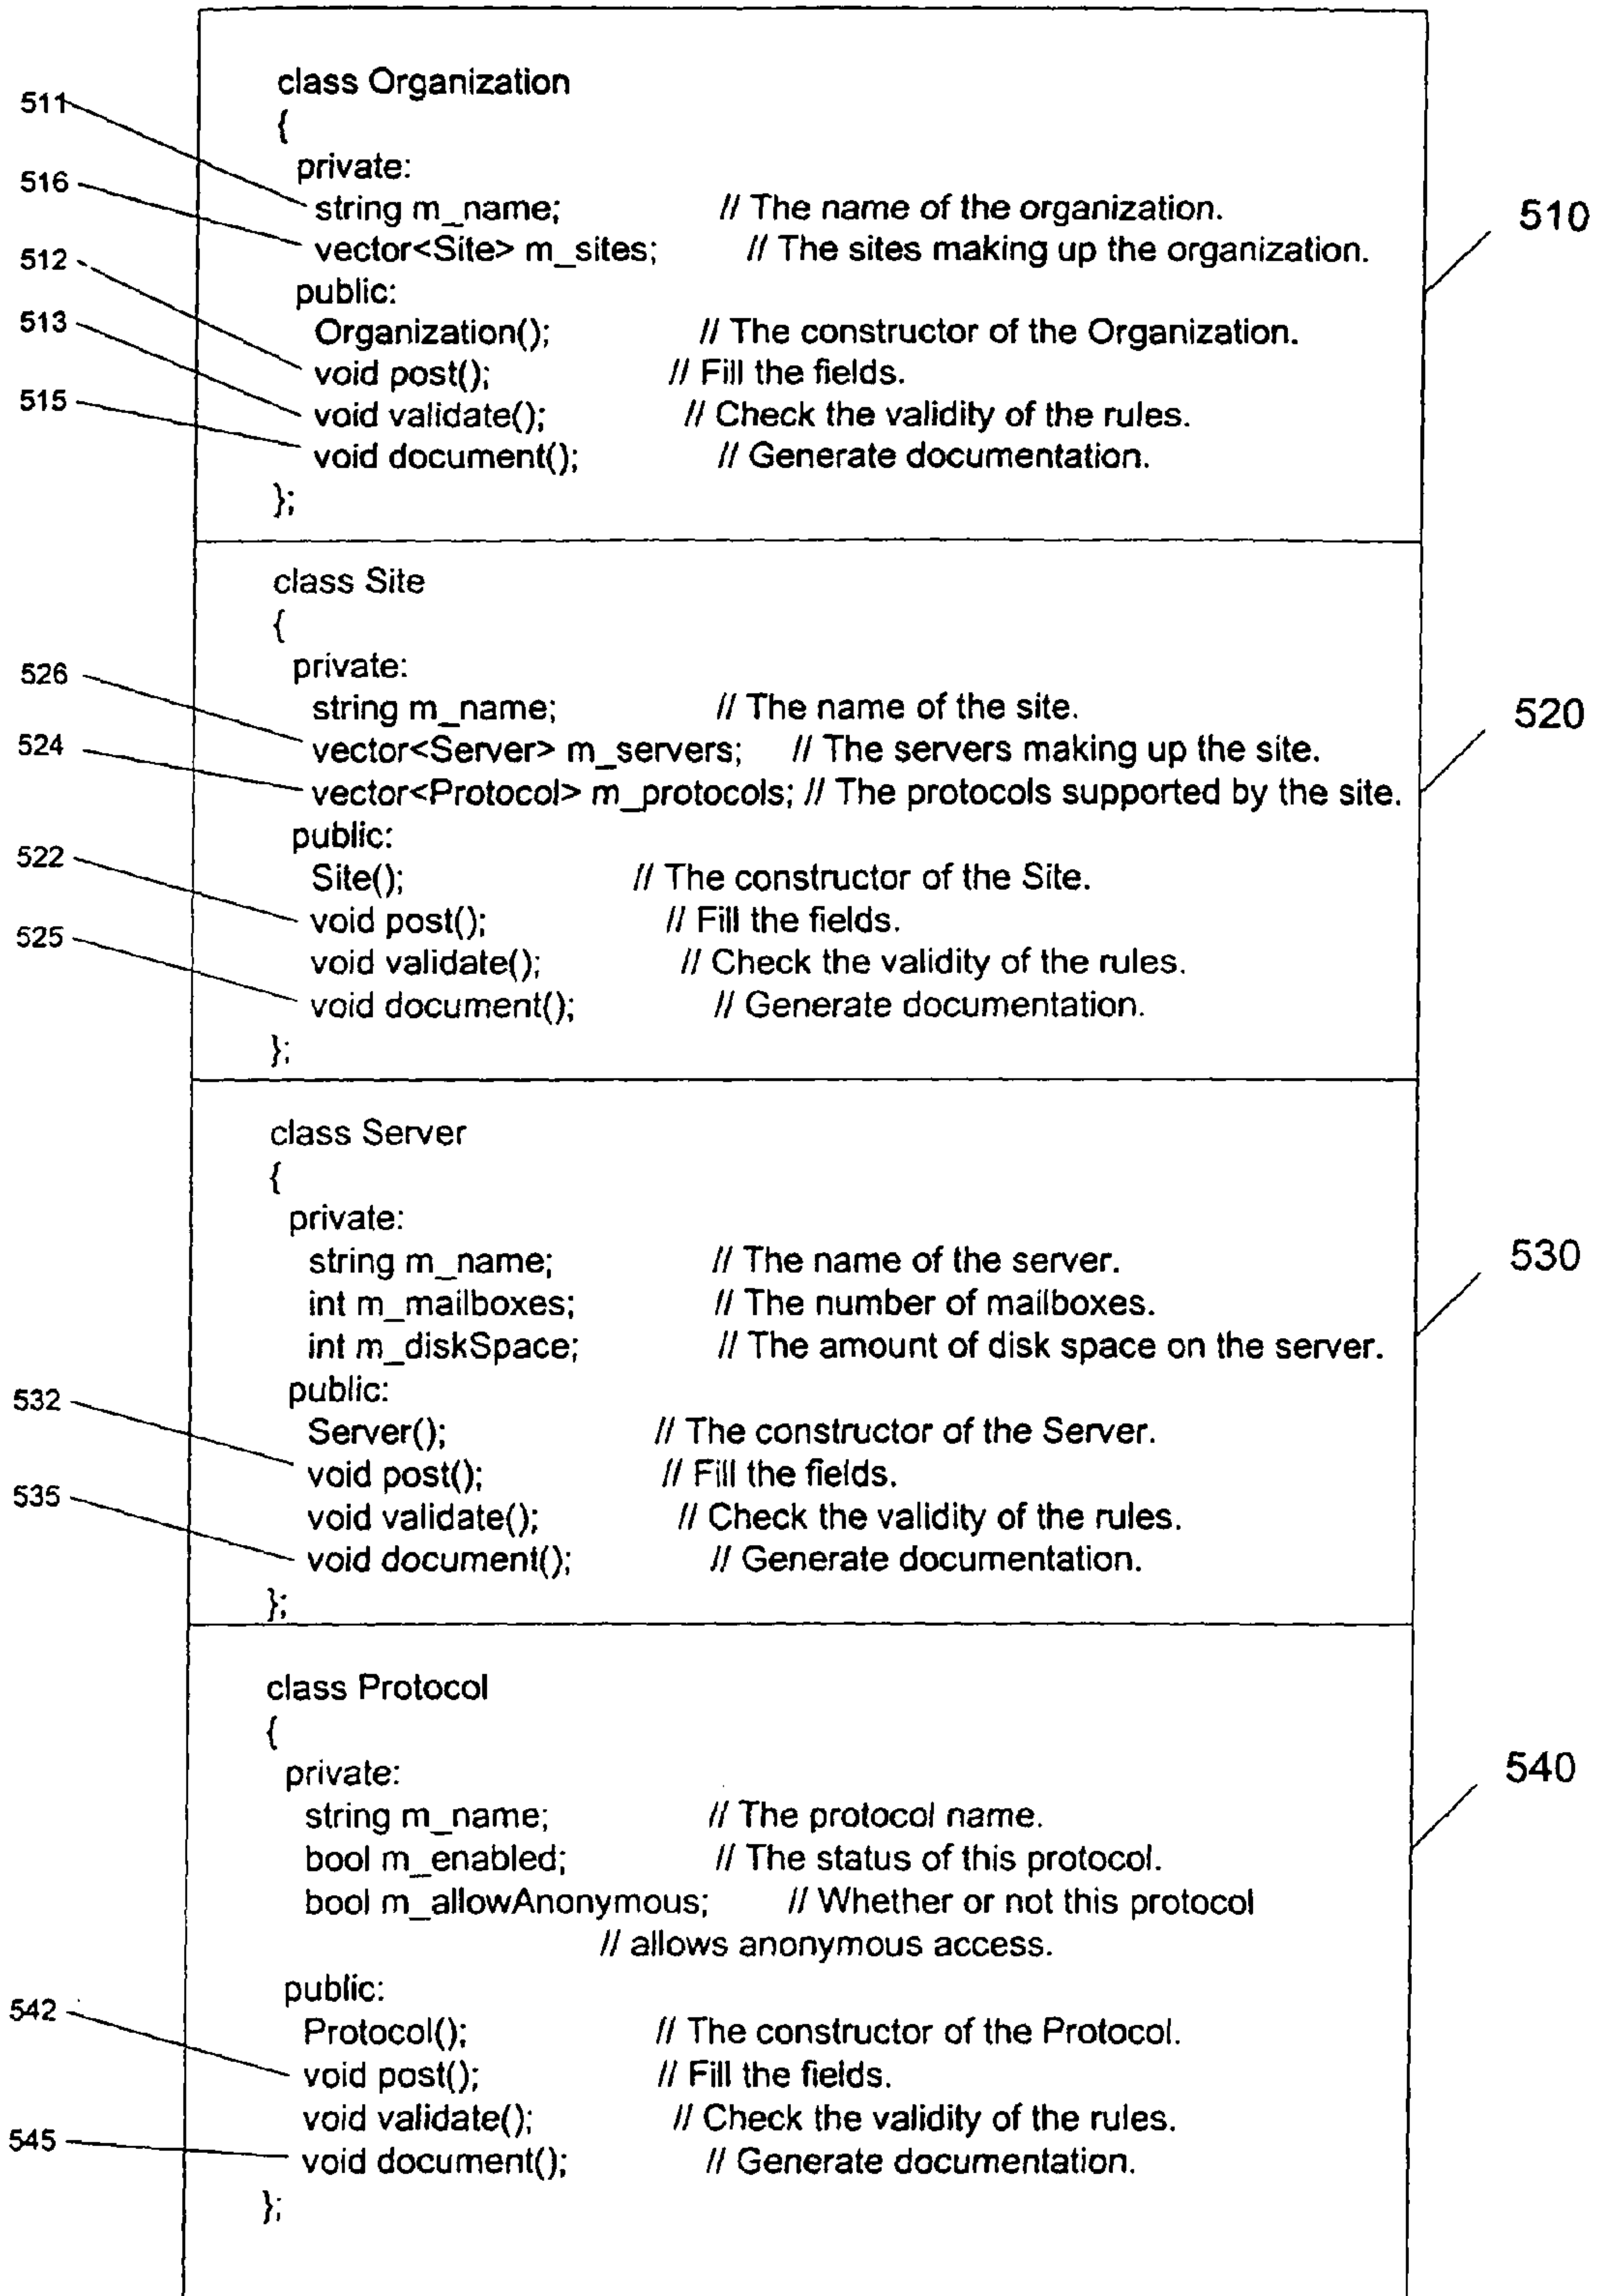 class Organization
511
{
private:
516
string m_name; // The name of the organization.
510
vector<Site> m_sites; // The sites making up the organization.
512
public:
513
Organization(); // The constructor of the Organization.
void post(); // Fill the fields.
515
void validate(); // Check the validity of the rules.
void document(); // Generate documentation.
};
class Site
{
526
private:
string m_name; // The name of the site.
520
524
vector<Server> m_servers; // The servers making up the site.
vector<Protocol> m_protocols; // The protocols supported by the site.
public:
522
Site(); // The constructor of the Site.
void post(); // Fill the fields.
525
void validate(); // Check the validity of the rules.
void document(); // Generate documentation.
};
class Server
{
private:
string m_name; // The name of the server.
530
int m_mailboxes; // The number of mailboxes.
int m_diskSpace; // The amount of disk space on the server.
public:
532
Server(); // The constructor of the Server.
void post(); // Fill the fields.
535
void validate(); // Check the validity of the rules.
void document(); // Generate documentation.
};
class Protocol
{
private:
540
string m_name; // The protocol name.
bool m_enabled; // The status of this protocol.
bool m_allowAnonymous; // Whether or not this protocol
// allows anonymous access.
public:
542
Protocol(); // The constructor of the Protocol.
void post(); // Fill the fields.
void validate(); // Check the validity of the rules.
545
void document(); // Generate documentation.
};